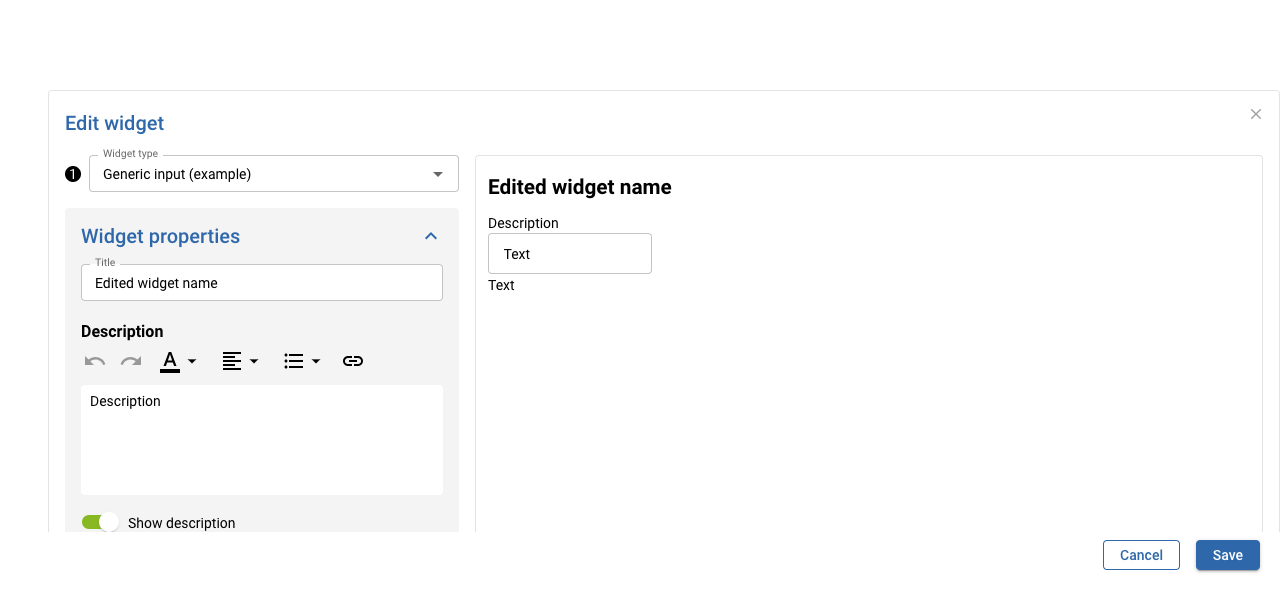 Edit widget
Widget type
1
Generic input (example)
Widget properties
Title
Edited widget name
Description
A
Description
Show description
Edited widget name
Description
Text
Text
Cancel
Save